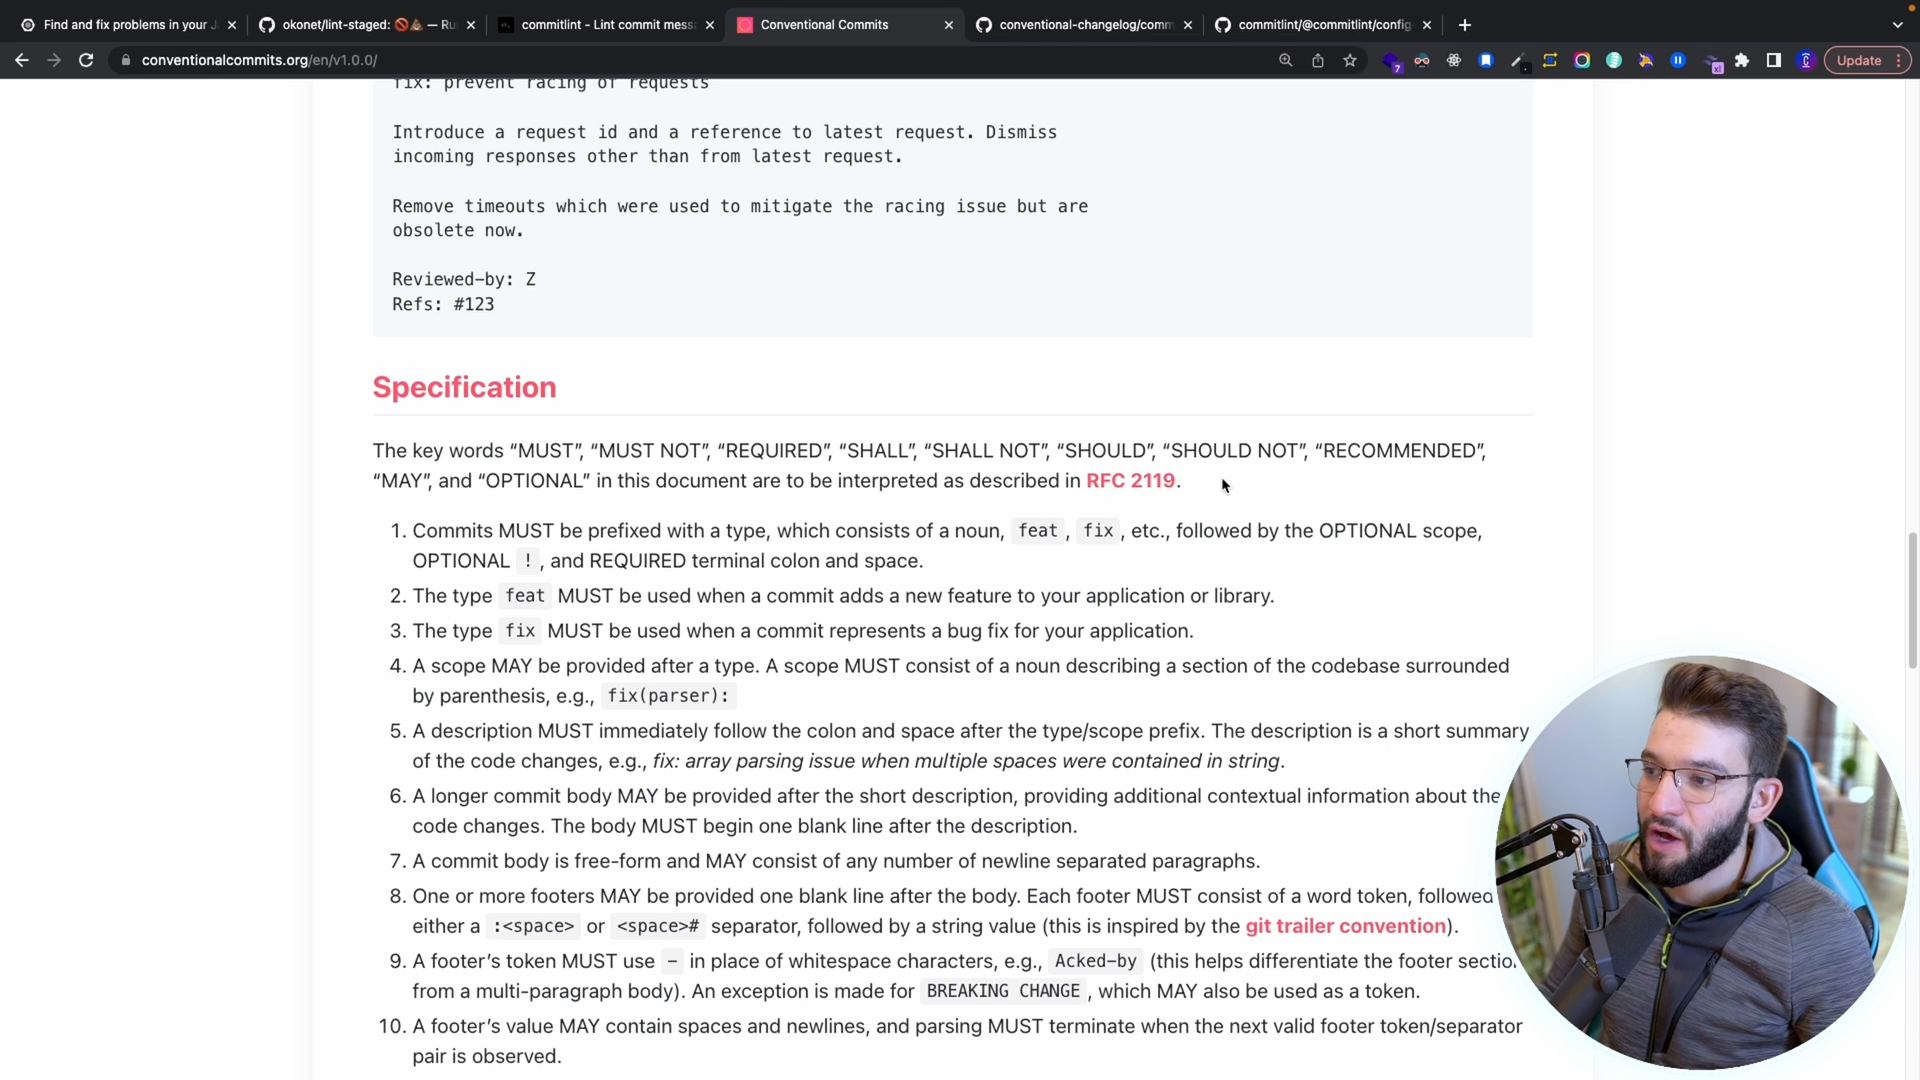 Find and fix problems in your J
okonet/lint-staged: 🚫💩 — Ru
commitlint - Lint commit mess
Conventional Commits
conventional-changelog/comm
commitlint/@commitlint/config
conventionalcommits.org/en/v1.0.0/
7
Update
fix: prevent racing of requests
Introduce a request id and a reference to latest request. Dismiss
incoming responses other than from latest request.
Remove timeouts which were used to mitigate the racing issue but are
obsolete now.
Reviewed-by: Z
Refs: #123
Specification
The key words “MUST”, “MUST NOT”, “REQUIRED”, “SHALL”, “SHALL NOT”, “SHOULD”, “SHOULD NOT”, “RECOMMENDED”,
“MAY”, and “OPTIONAL” in this document are to be interpreted as described in RFC 2119.
1. Commits MUST be prefixed with a type, which consists of a noun, feat, fix, etc., followed by the OPTIONAL scope,
OPTIONAL !, and REQUIRED terminal colon and space.
2. The type feat MUST be used when a commit adds a new feature to your application or library.
3. The type fix MUST be used when a commit represents a bug fix for your application.
4. A scope MAY be provided after a type. A scope MUST consist of a noun describing a section of the codebase surrounded
by parenthesis, e.g., fix(parser):
5. A description MUST immediately follow the colon and space after the type/scope prefix. The description is a short summary
of the code changes, e.g., fix: array parsing issue when multiple spaces were contained in string.
6. A longer commit body MAY be provided after the short description, providing additional contextual information about the
code changes. The body MUST begin one blank line after the description.
7. A commit body is free-form and MAY consist of any number of newline separated paragraphs.
8. One or more footers MAY be provided one blank line after the body. Each footer MUST consist of a word token, followed
either a :<space> or <space># separator, followed by a string value (this is inspired by the git trailer convention).
9. A footer’s token MUST use - in place of whitespace characters, e.g., Acked-by (this helps differentiate the footer sectio
from a multi-paragraph body). An exception is made for BREAKING CHANGE, which MAY also be used as a token.
10. A footer’s value MAY contain spaces and newlines, and parsing MUST terminate when the next valid footer token/separator
pair is observed.